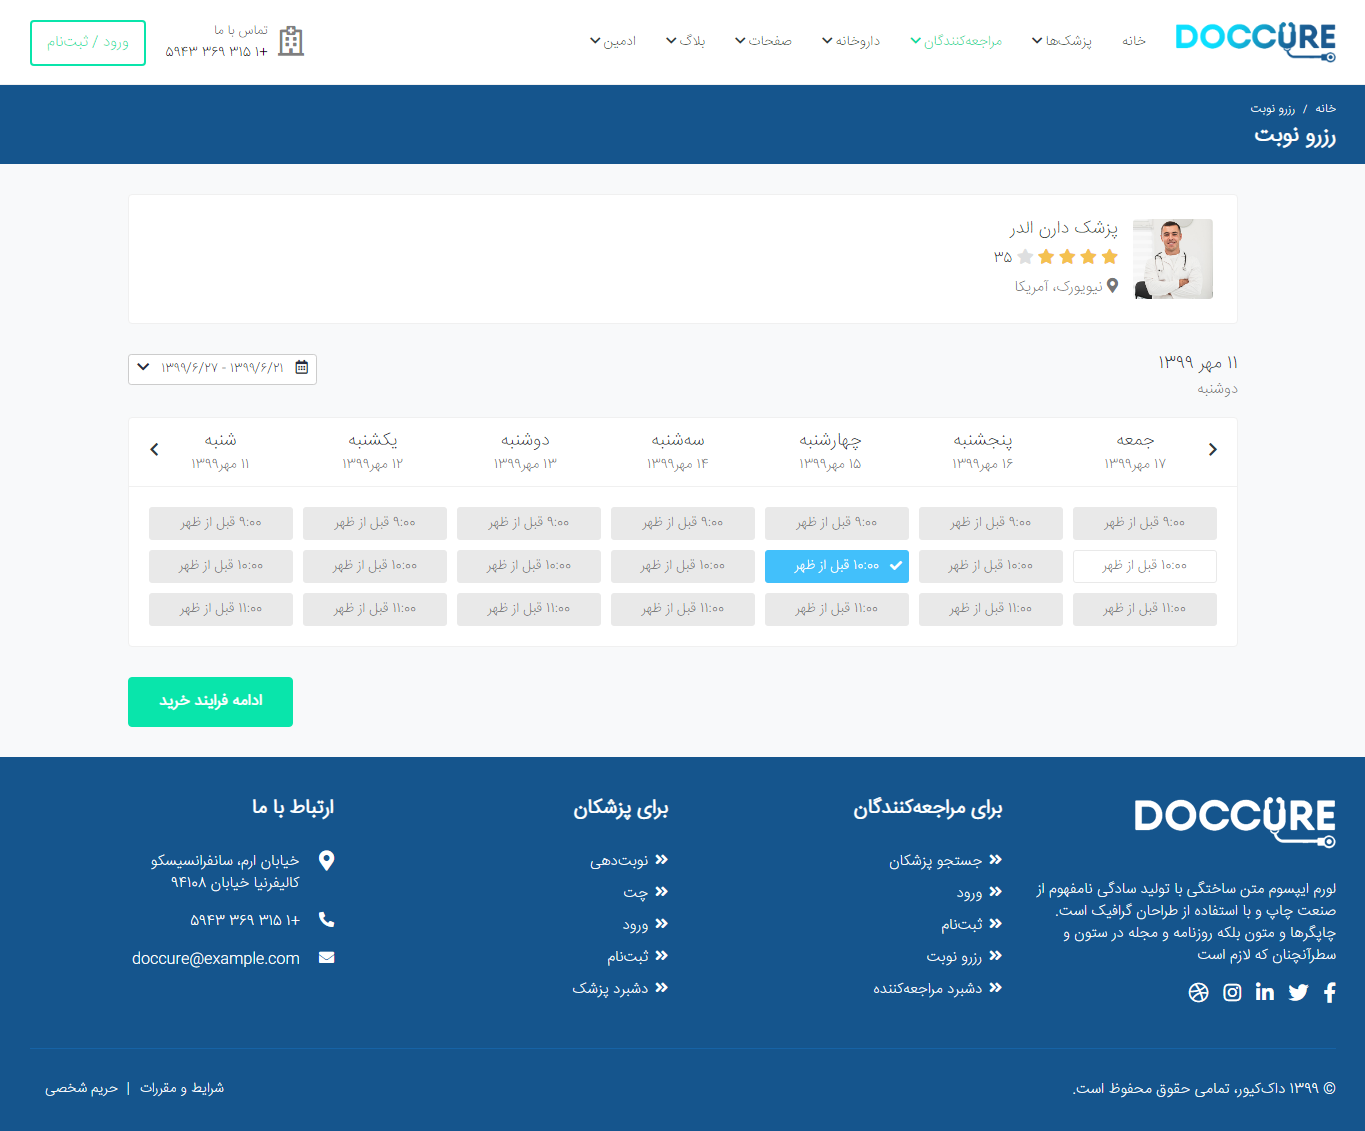 DOCCURE
خانه
پزشک‌ها
مراجعه‌کنندگان
داروخانه
صفحات
بلاگ
ادمین
تماس با ما
+۱ ۳۱۵ ۳۶۹ ۵۹۴۳
ورود / ثبت‌نام
خانه / رزرو نوبت
رزرو نوبت
پزشک دارن الدر
۳۵
نیویورک، آمریکا
۱۱ مهر ۱۳۹۹
دوشنبه
۱۳۹۹/۶/۲۱ - ۱۳۹۹/۶/۲۷
جمعه پنجشنبه چهارشنبه سه‌شنبه دوشنبه یکشنبه شنبه
۱۷ مهر۱۳۹۹ ۱۶ مهر۱۳۹۹ ۱۵ مهر۱۳۹۹ ۱۴ مهر۱۳۹۹ ۱۳ مهر۱۳۹۹ ۱۲ مهر۱۳۹۹ ۱۱ مهر۱۳۹۹
۹:۰۰ قبل از ظهر ۹:۰۰ قبل از ظهر ۹:۰۰ قبل از ظهر ۹:۰۰ قبل از ظهر ۹:۰۰ قبل از ظهر ۹:۰۰ قبل از ظهر ۹:۰۰ قبل از ظهر
۱۰:۰۰ قبل از ظهر ۱۰:۰۰ قبل از ظهر ۱۰:۰۰ قبل از ظهر ۱۰:۰۰ قبل از ظهر ۱۰:۰۰ قبل از ظهر ۱۰:۰۰ قبل از ظهر ۱۰:۰۰ قبل از ظهر
۱۱:۰۰ قبل از ظهر ۱۱:۰۰ قبل از ظهر ۱۱:۰۰ قبل از ظهر ۱۱:۰۰ قبل از ظهر ۱۱:۰۰ قبل از ظهر ۱۱:۰۰ قبل از ظهر ۱۱:۰۰ قبل از ظهر
ادامه فرایند خرید
DOCCURE
لورم ایپسوم متن ساختگی با تولید سادگی نامفهوم از
صنعت چاپ و با استفاده از طراحان گرافیک است.
چاپگرها و متون بلکه روزنامه و مجله در ستون و
سطرآنچنان که لازم است
برای مراجعه‌کنندگان
جستجو پزشکان
ورود
ثبت‌نام
رزرو نوبت
دشبرد مراجعه‌کننده
برای پزشکان
نوبت‌دهی
چت
ورود
ثبت‌نام
دشبرد پزشک
ارتباط با ما
خیابان ارم، سانفرانسیسکو
کالیفرنیا خیابان ۹۴۱۰۸
+۱ ۳۱۵ ۳۶۹ ۵۹۴۳
doccure@example.com
© ۱۳۹۹ داک‌کیور، تمامی حقوق محفوظ است.
شرایط و مقررات | حریم شخصی